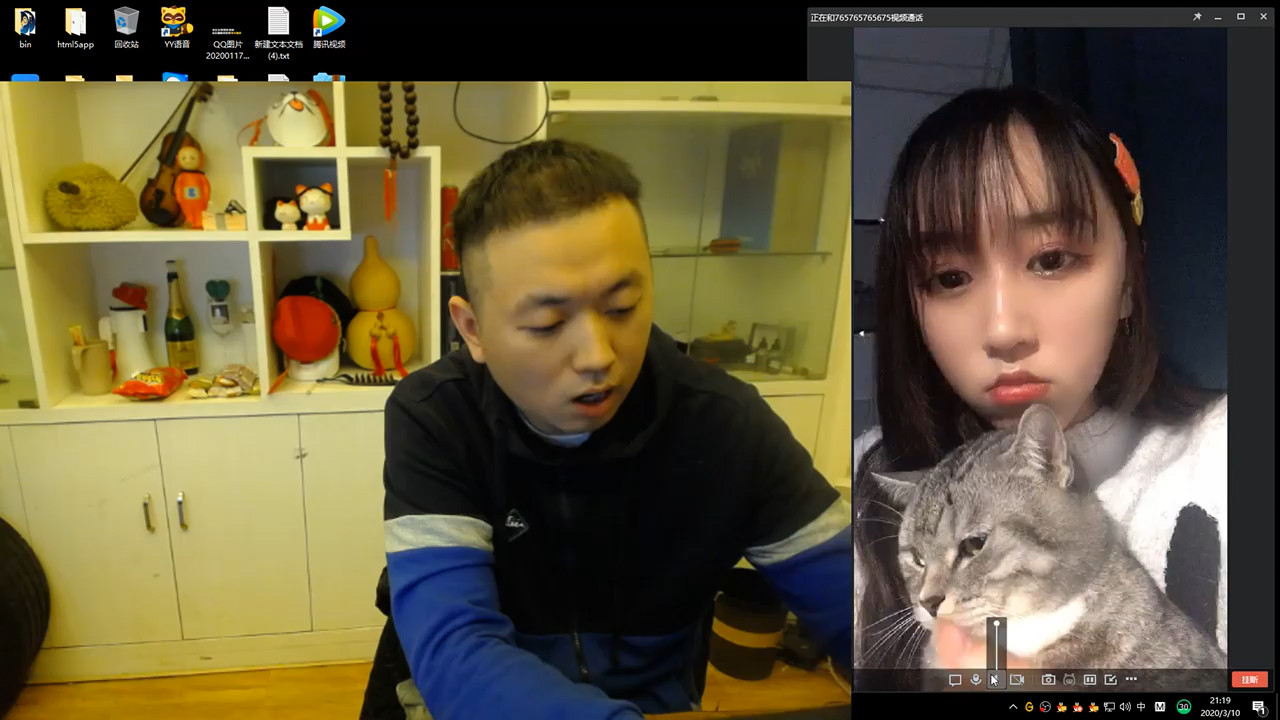 正在和765765765675视频通话
bin
html5app
回收站
YY语音
QQ图片
20200117...
新建文本文档
(4).txt
腾讯视频
挂断
中
M
30
21:19
2020/3/10